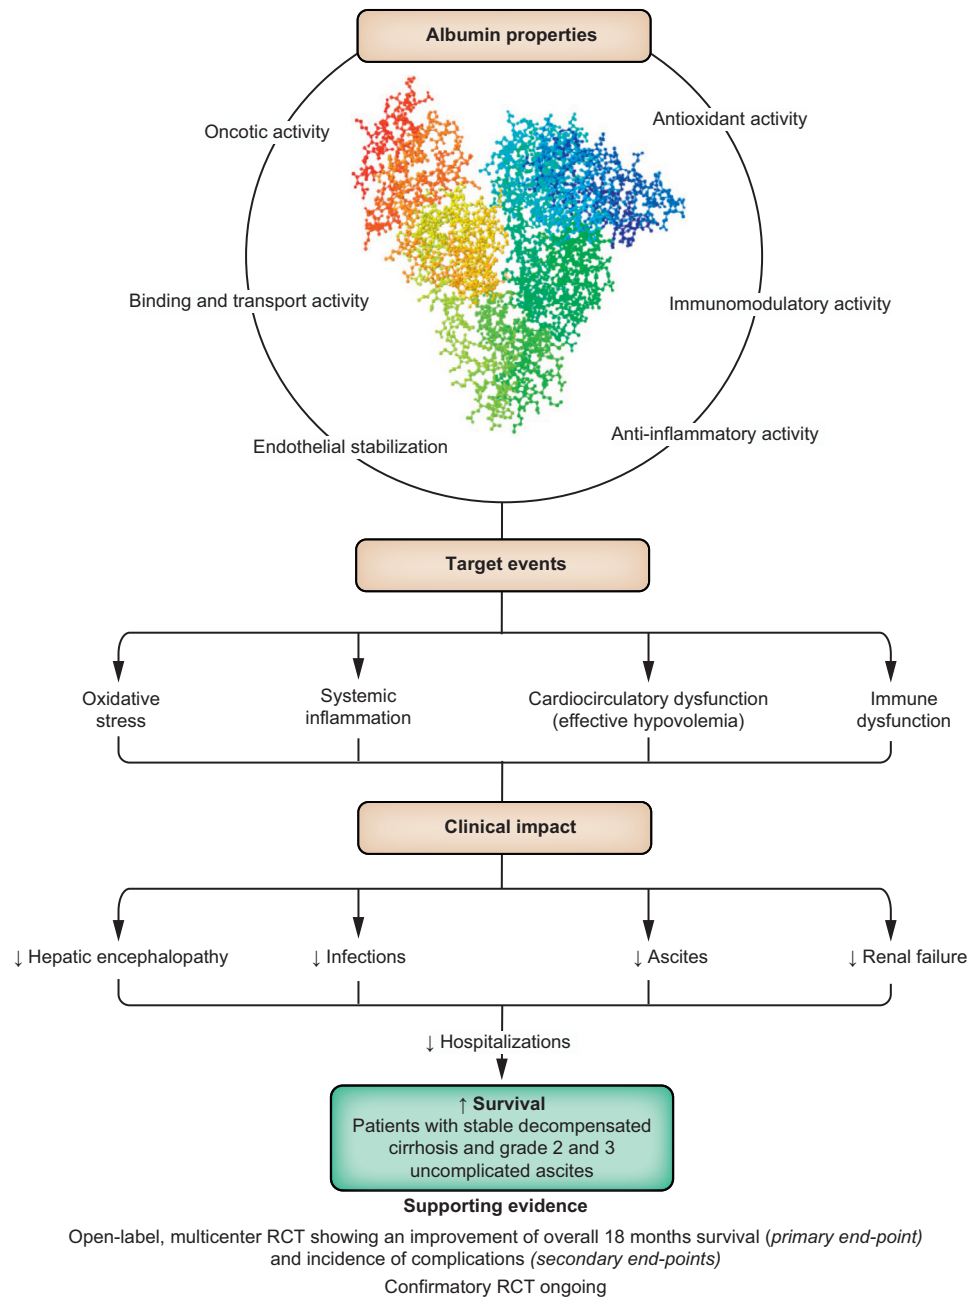 Albumin properties
Oncotic activity
Antioxidant activity
Binding and transport activity
Immunomodulatory activity
Endothelial stabilization
Anti-inflammatory activity
Target events
Oxidative
stress
Systemic
inflammation
Cardiocirculatory dysfunction
(effective hypovolemia)
Immune
dysfunction
Clinical impact
↓ Hepatic encephalopathy
↓ Infections
↓ Ascites
↓ Renal failure
↓ Hospitalizations
↑ Survival
Patients with stable decompensated
cirrhosis and grade 2 and 3
uncomplicated ascites
Supporting evidence
Open-label, multicenter RCT showing an improvement of overall 18 months survival (primary end-point)
and incidence of complications (secondary end-points)
Confirmatory RCT ongoing